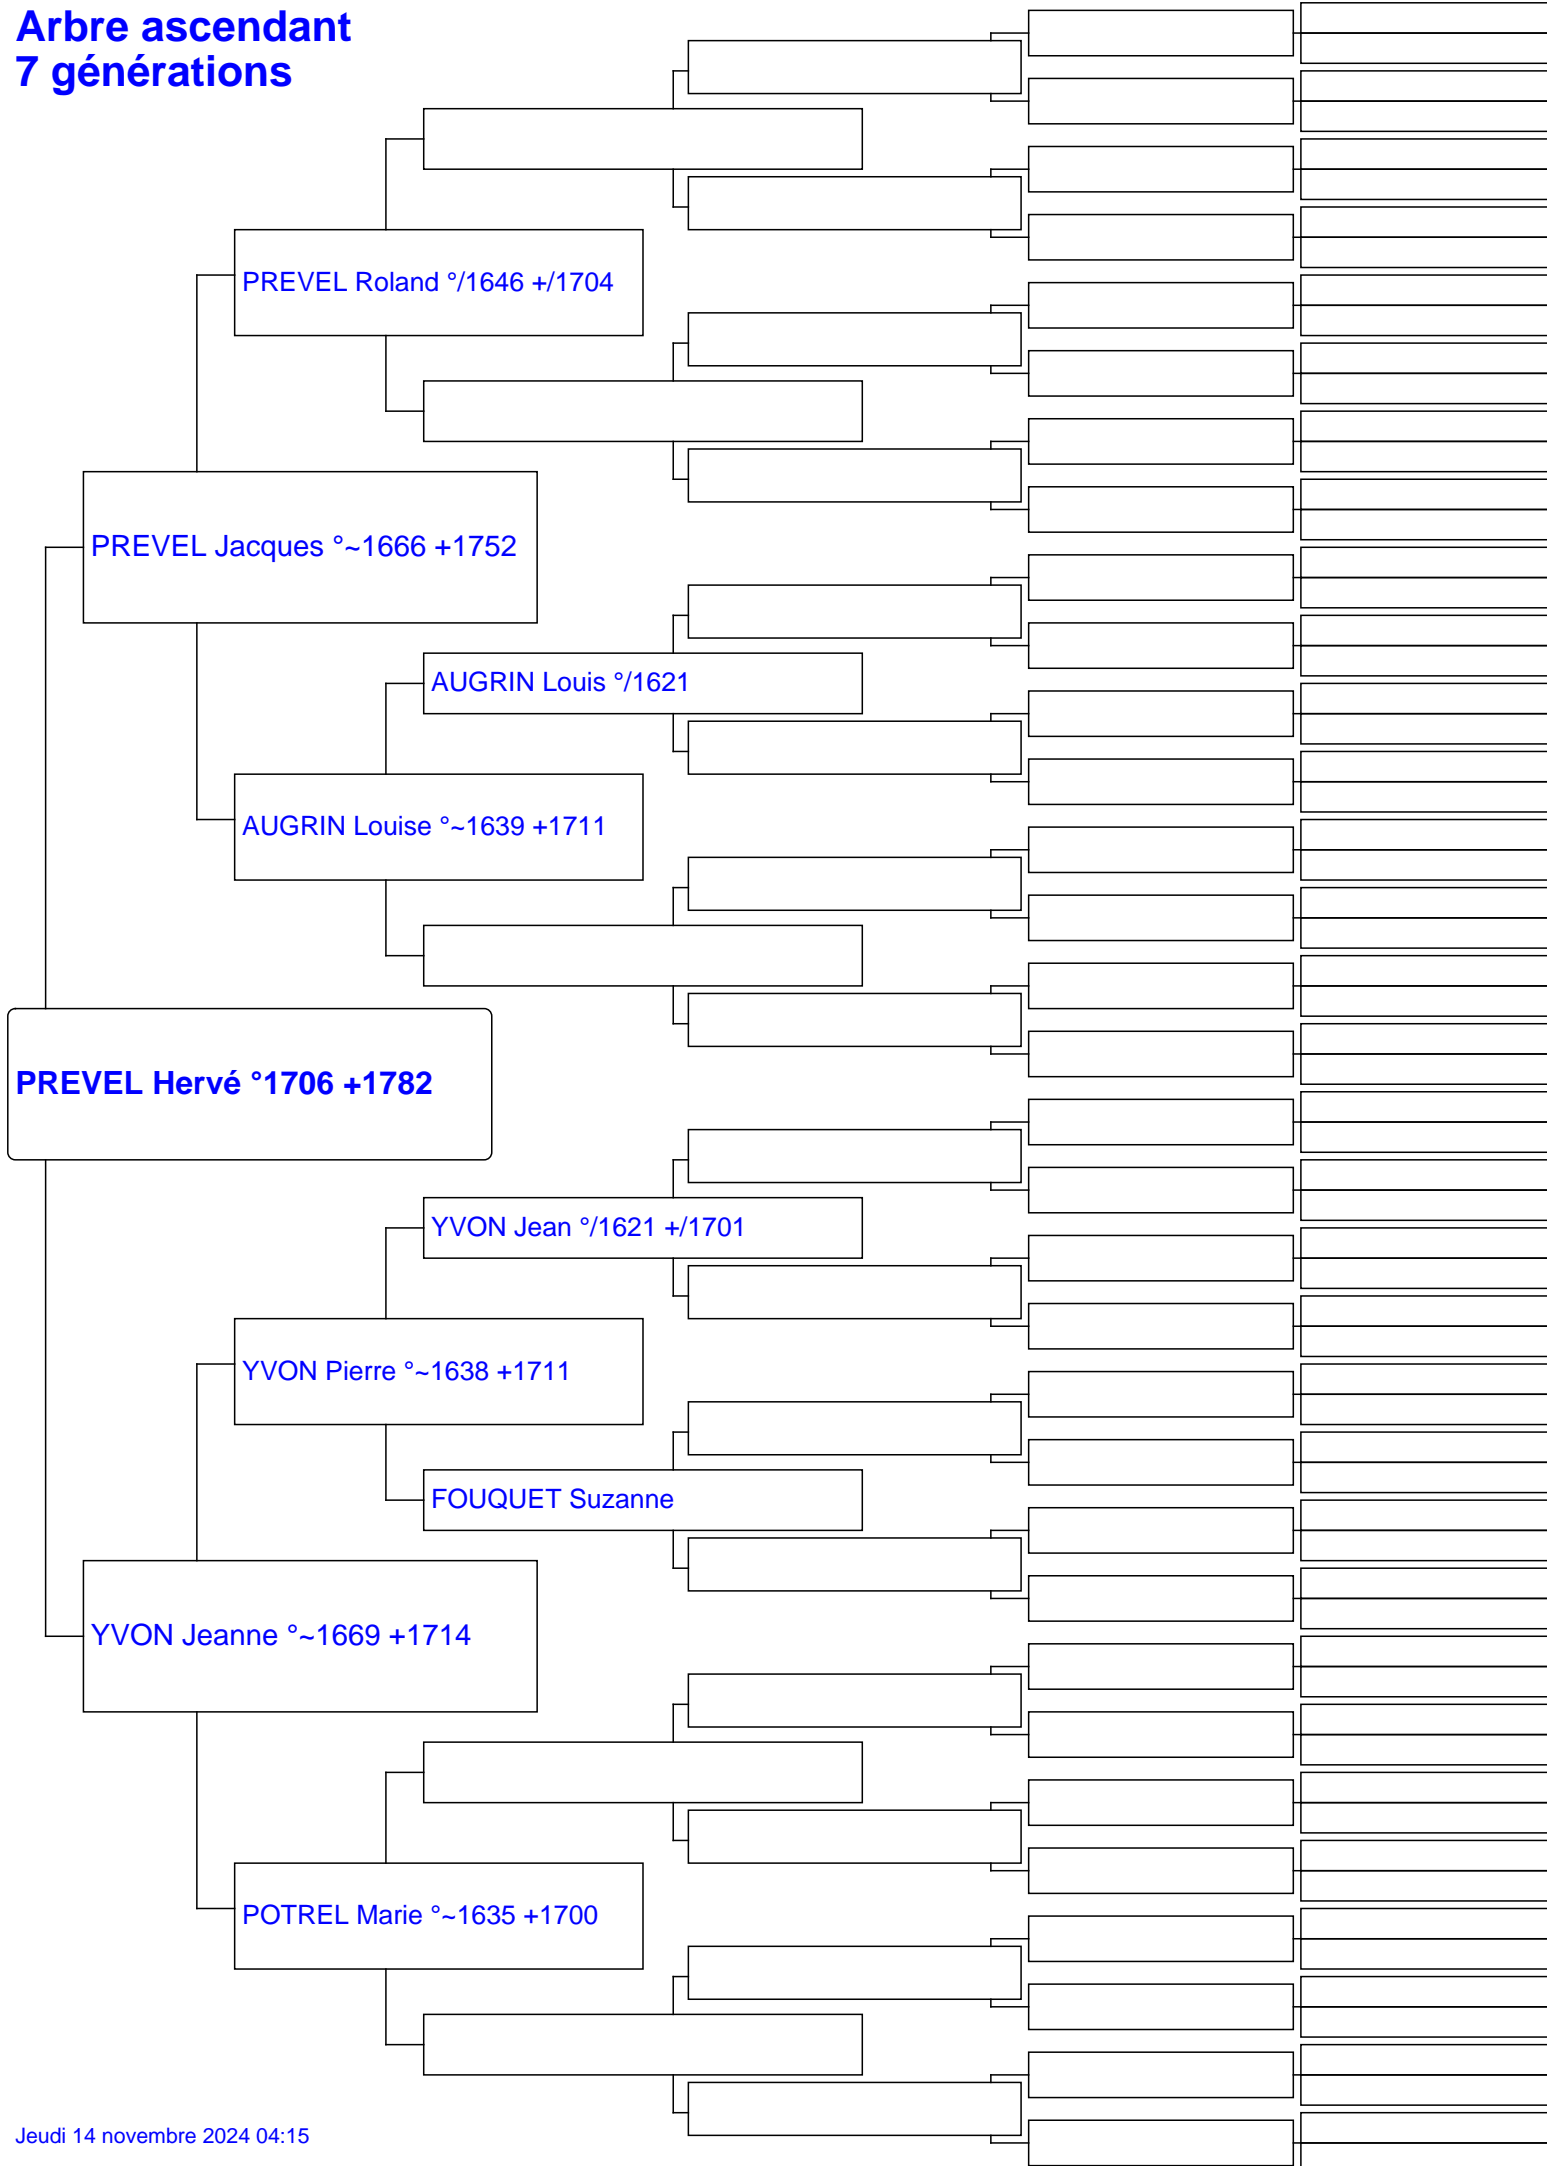 Arbre ascendant
7 générations
PREVEL Roland °/1646 +/1704
PREVEL Jacques °~1666 +1752
AUGRIN Louis °/1621
AUGRIN Louise °~1639 +1711
PREVEL Hervé °1706 +1782
YVON Jean °/1621 +/1701
YVON Pierre °~1638 +1711
FOUQUET Suzanne
YVON Jeanne °~1669 +1714
POTREL Marie °~1635 +1700
Jeudi 14 novembre 2024 04:15